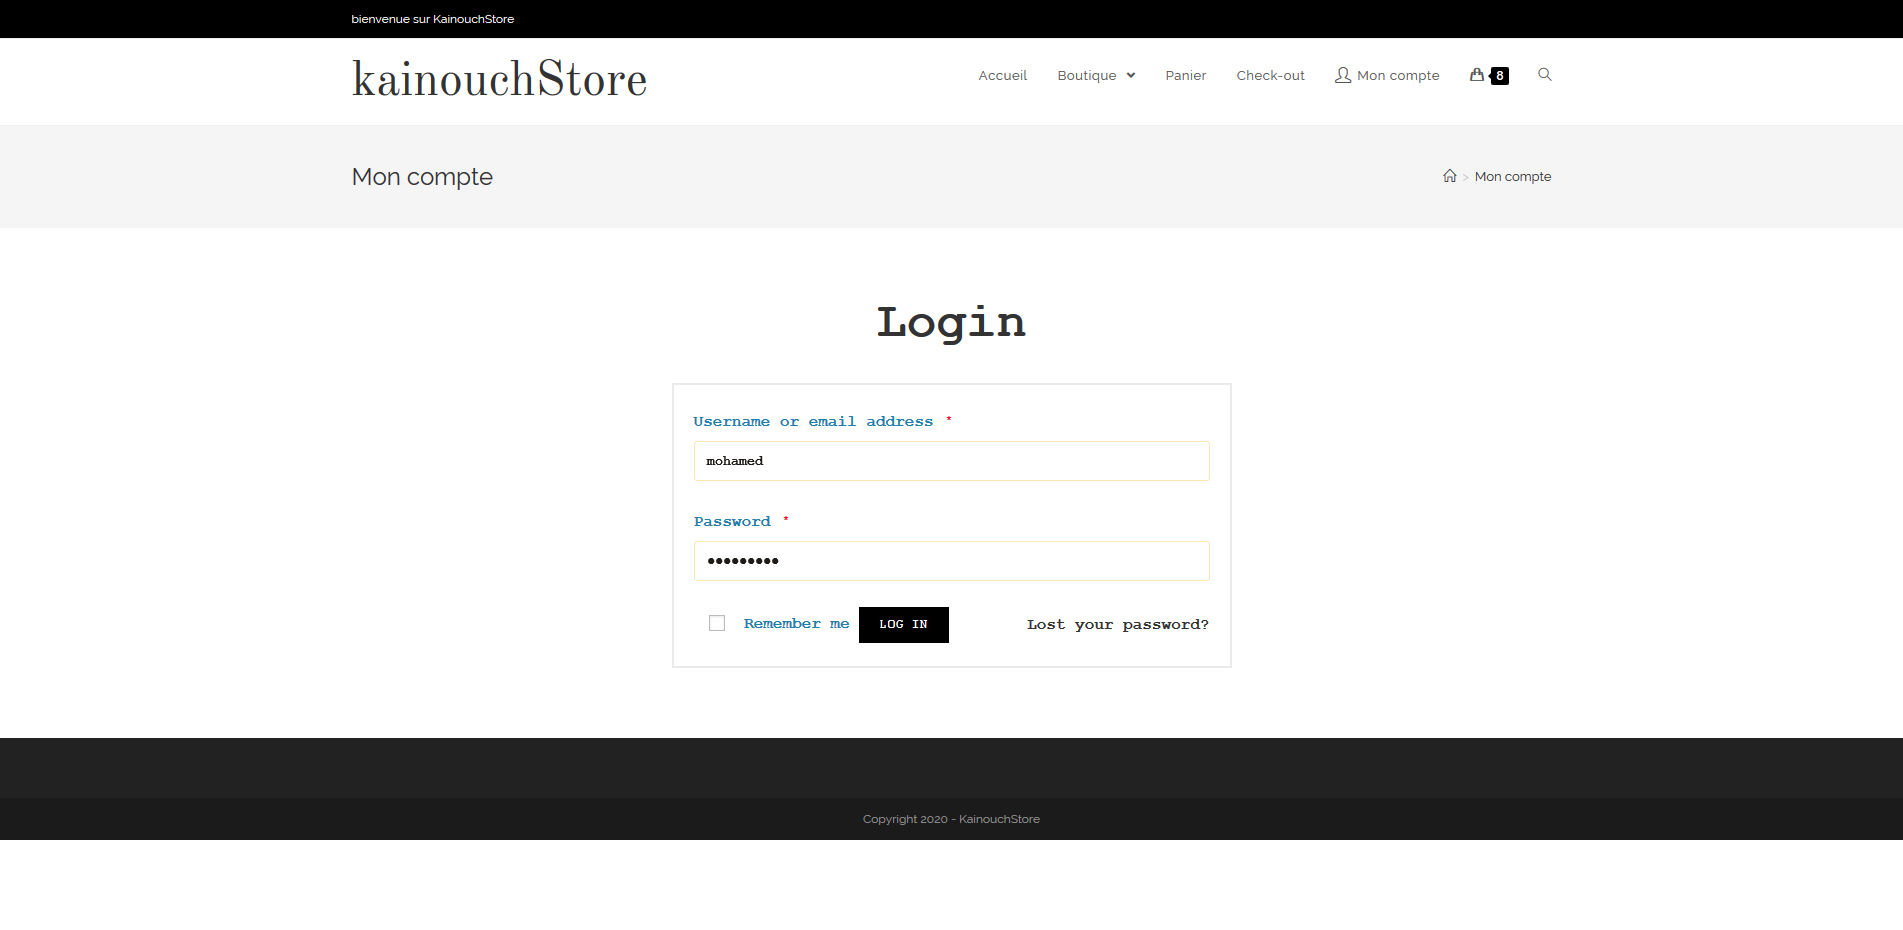 bienvenue sur KainouchStore
kainouchStore
Accueil Boutique Panier Check-out Mon compte 8
Mon compte
> Mon compte
Login
Username or email address *
mohamed
Password *
•••••••••
Remember me LOG IN Lost your password?
Copyright 2020 - KainouchStore